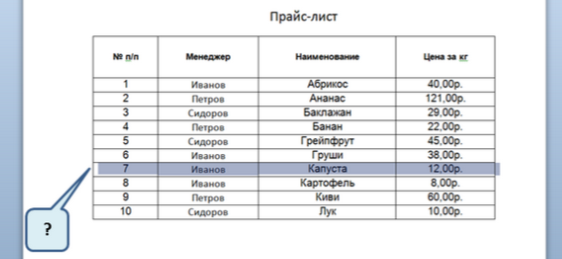 Прайс-лист
№ п/п Менеджер Наименование Цена за кг
1 Иванов Абрикос 40,00р.
2 Петров Ананас 121,00р.
3 Сидоров Баклажан 29,00р.
4 Петров Банан 22,00р.
5 Сидоров Грейпфрут 45,00р.
6 Иванов Груши 38,00р.
7 Иванов Капуста 12,00р.
8 Иванов Картофель 8,00р.
9 Петров Киви 60,00р.
10 Сидоров Лук 10,00р.
?